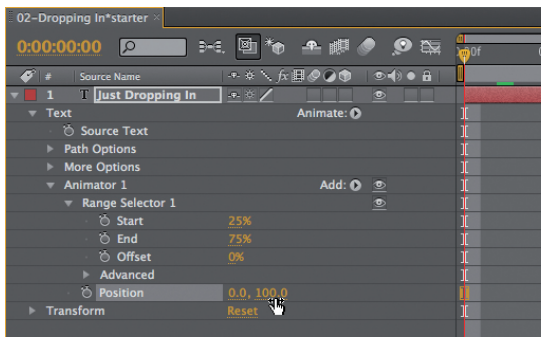 02-Dropping In*starter ×
0:00:00:00
00f
# Source Name fx
1 T Just Dropping In
Text Animate:
Source Text
Path Options
More Options
Animator 1 Add:
Range Selector 1
Start 25%
End 75%
Offset 0%
Advanced
Position 0.0, 100.0
Transform Reset